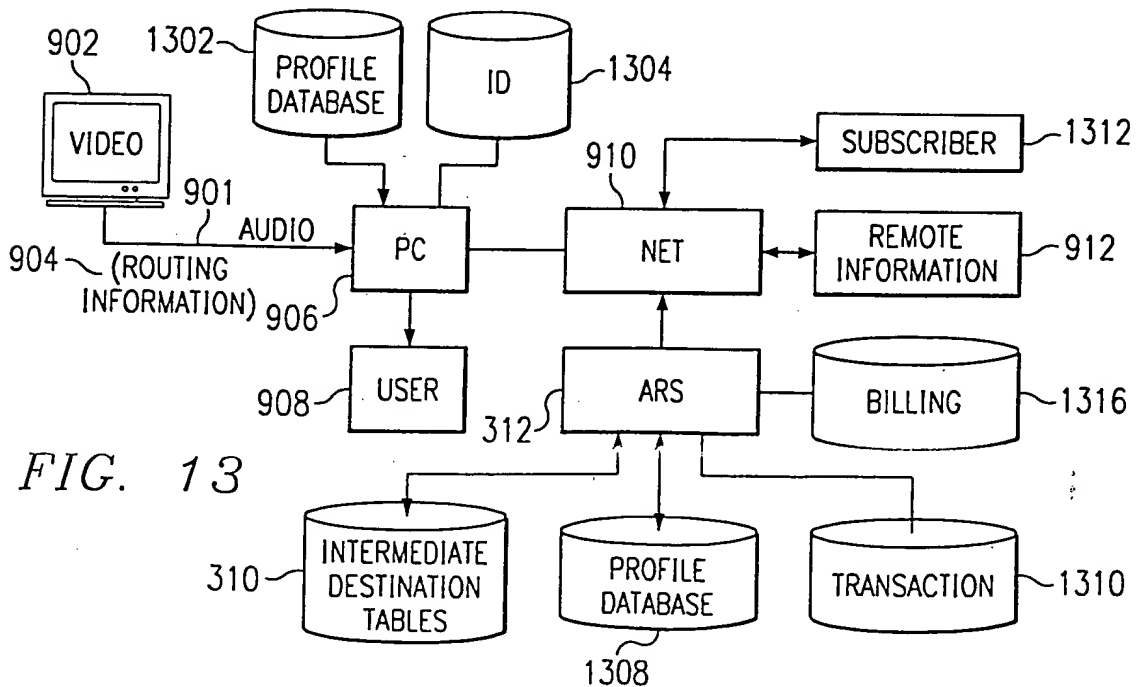 902
1302
PROFILE
DATABASE
ID
1304
VIDEO
901
AUDIO
904
(ROUTING
INFORMATION)
PC
906
910
NET
SUBSCRIBER
1312
REMOTE
INFORMATION
912
USER
908
ARS
312
BILLING
1316
FIG. 13
INTERMEDIATE
DESTINATION
TABLES
310
PROFILE
DATABASE
1308
TRANSACTION
1310